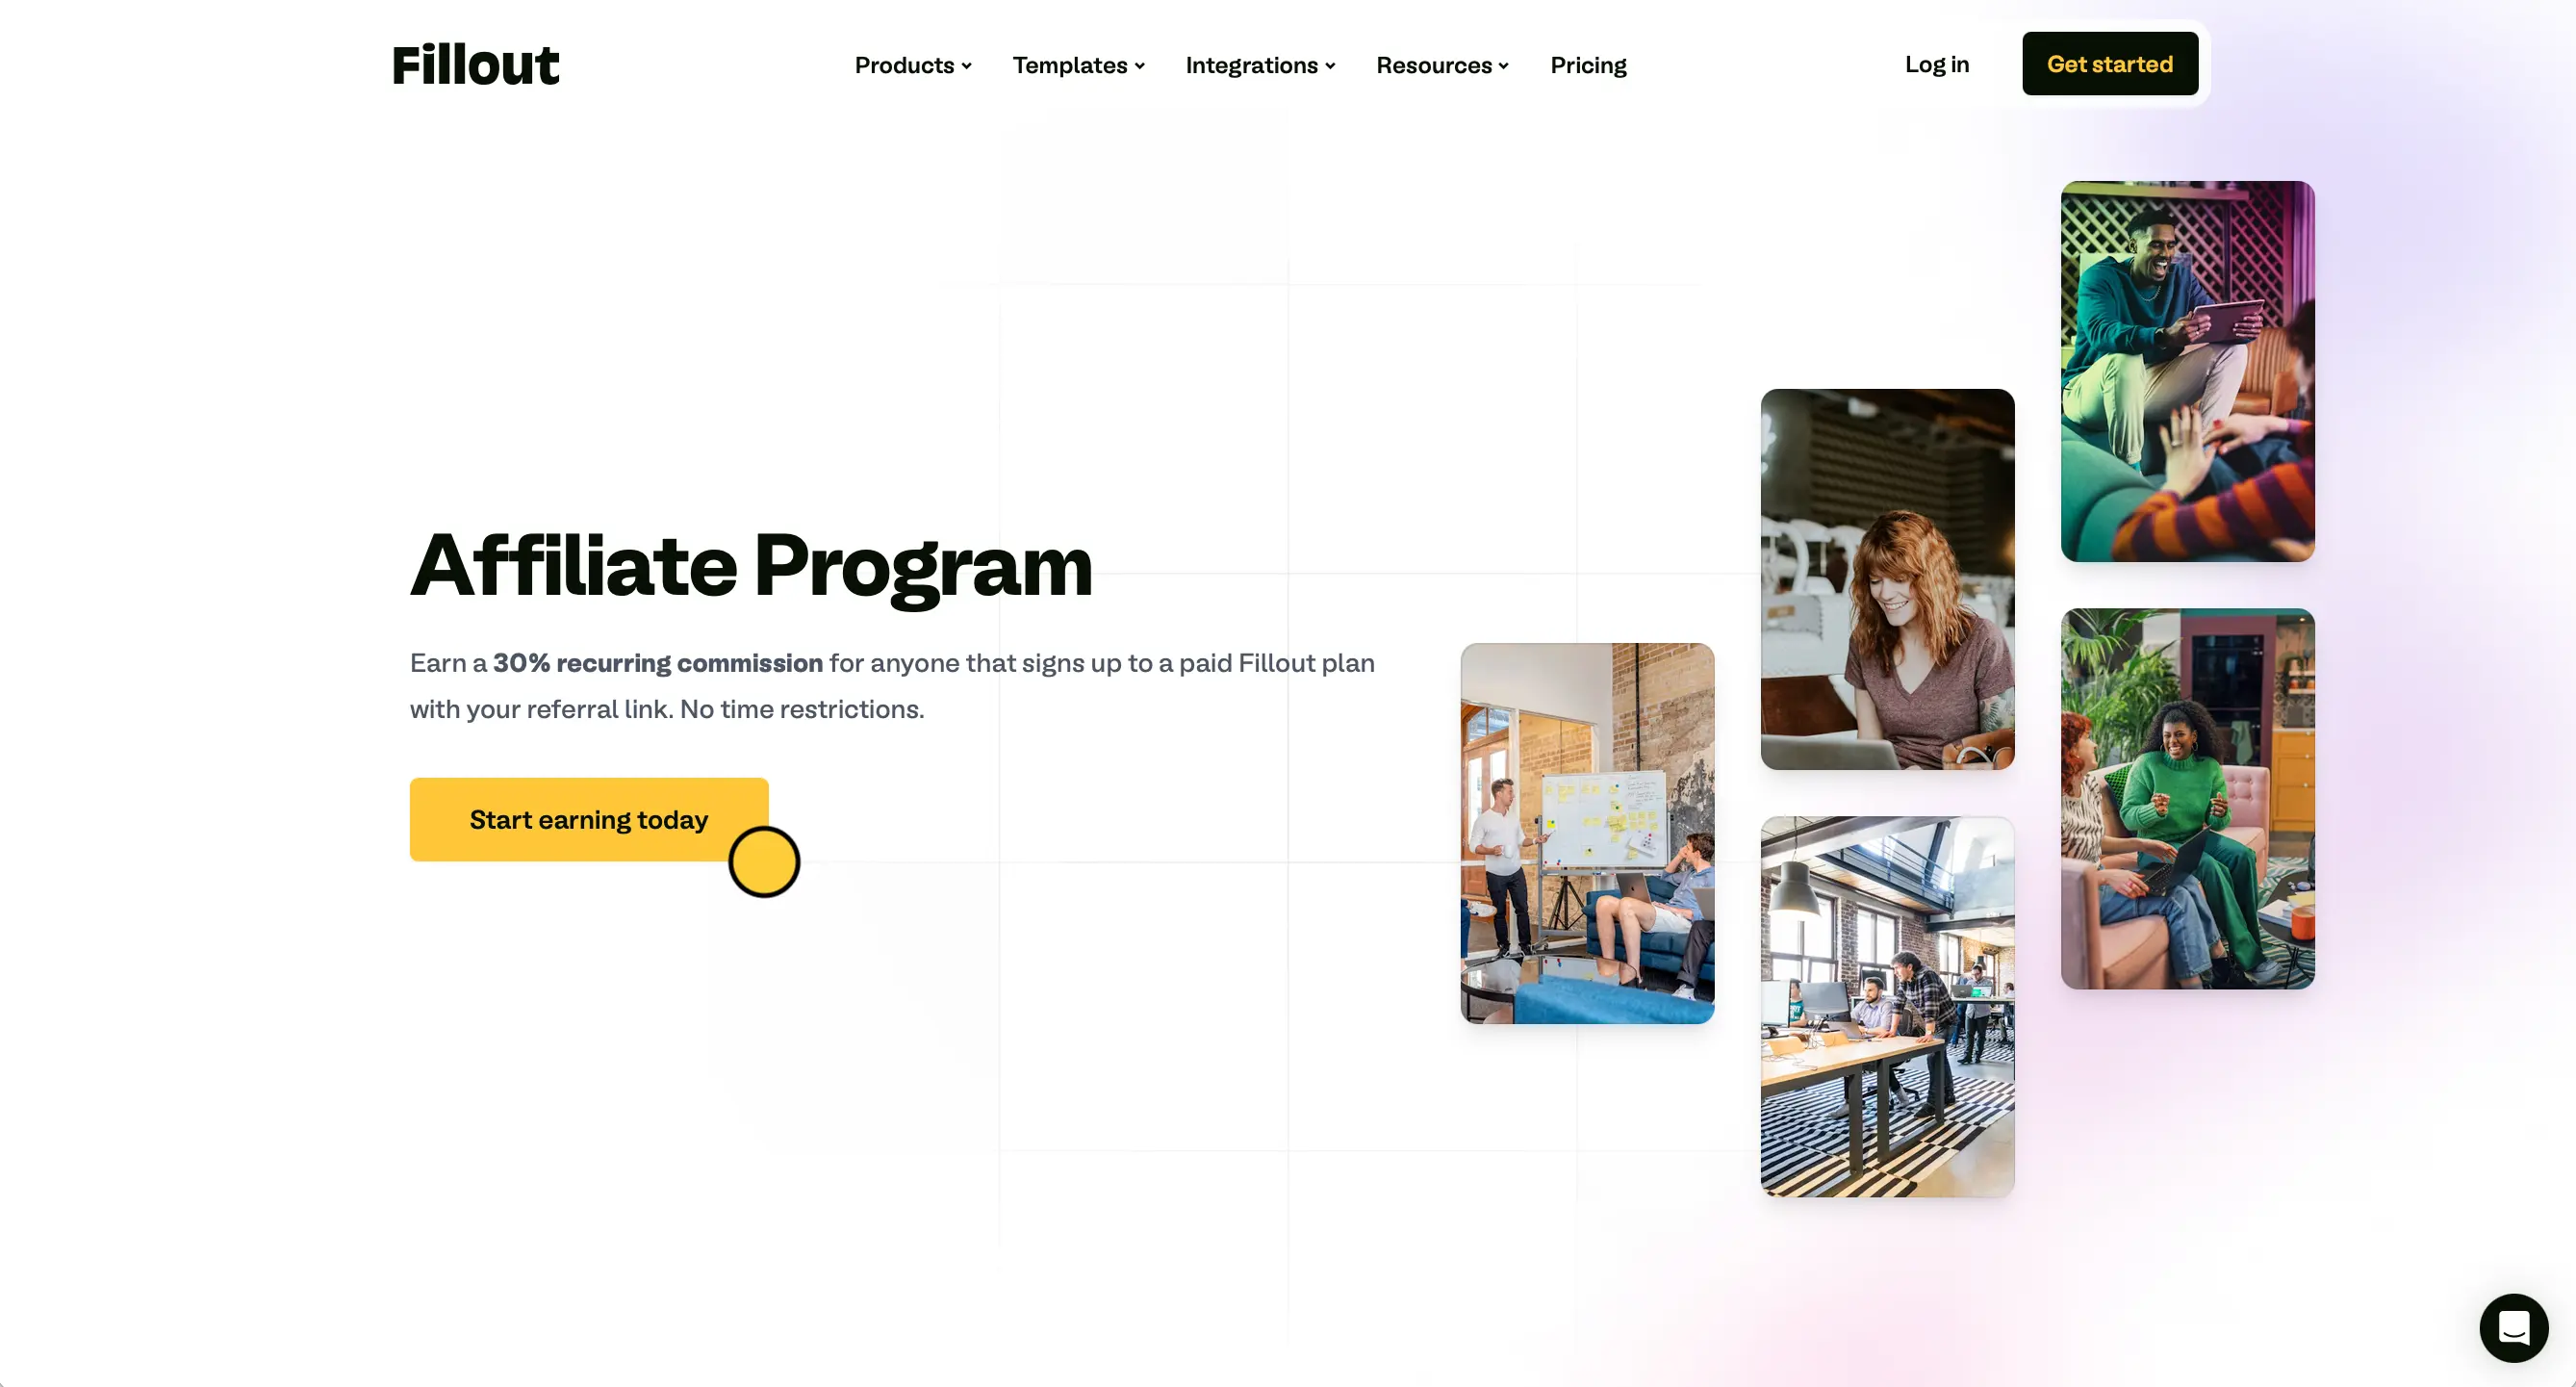 Fillout
Products
Templates
Integrations
Resources
Pricing
Log in
Get started
Affiliate Program
Earn a 30% recurring commission for anyone that signs up to a paid Fillout plan
with your referral link. No time restrictions.
Start earning today